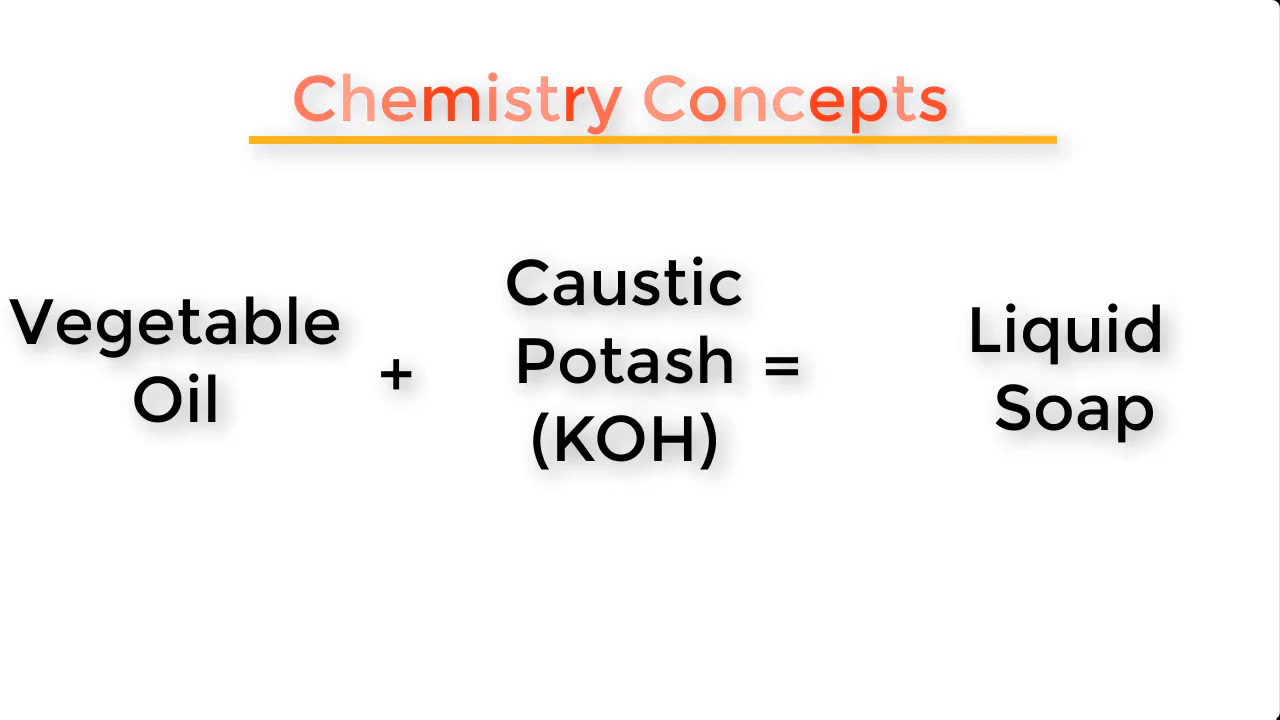 Chemistry Concepts
Vegetable
Oil
+
Caustic
Potash
(KOH)
=
Liquid
Soap